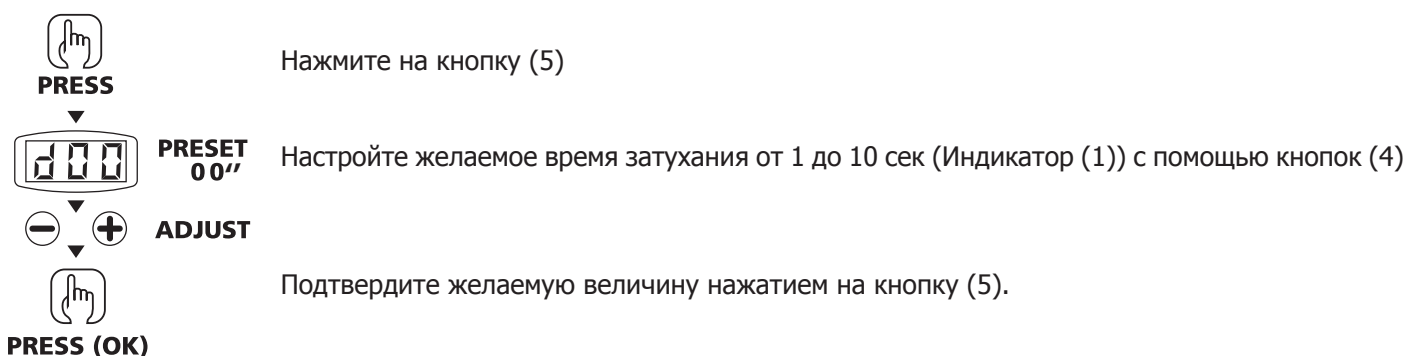 PRESS
Нажмите на кнопку (5)
d00
PRESET
00″
Настройте желаемое время затухания от 1 до 10 сек (Индикатор (1)) с помощью кнопок (4)
ADJUST
Подтвердите желаемую величину нажатием на кнопку (5).
PRESS (OK)